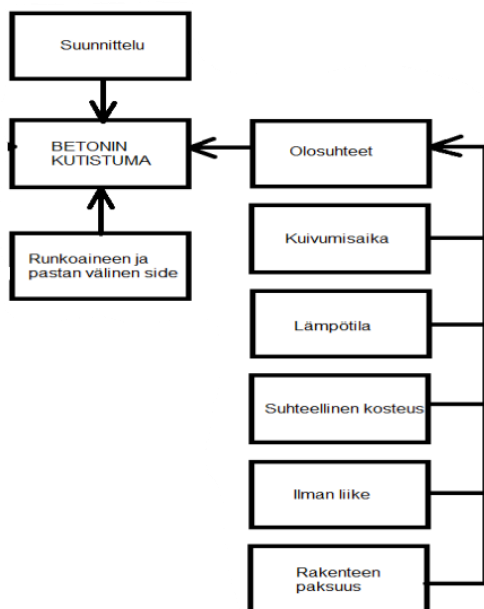 Suunnittelu
BETONIN
KUTISTUMA
Olosuhteet
Runkoaineen ja
pastan välinen side
Kuivumisaika
Lämpötila
Suhteellinen kosteus
Ilman liike
Rakenteen
paksuus